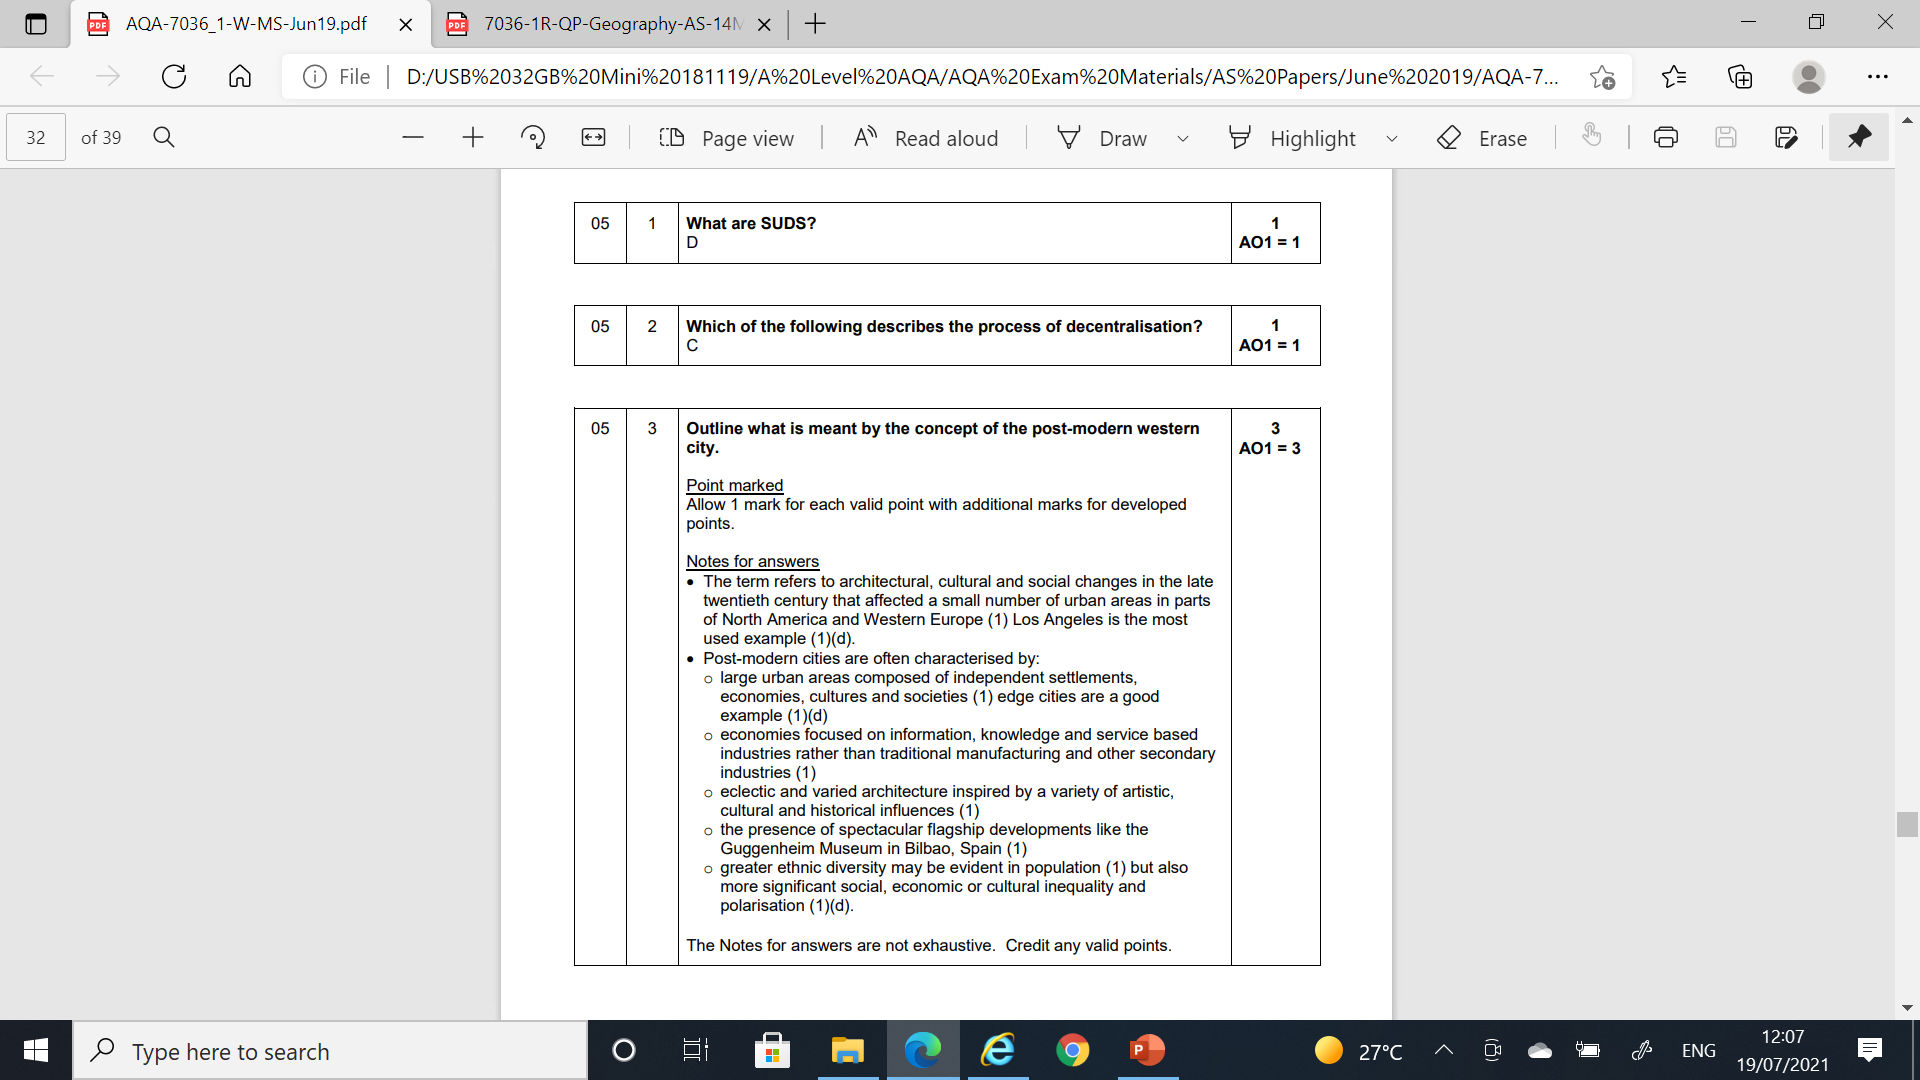 AQA-7036_1-W-MS-Jun19.pdf
7036-1R-QP-Geography-AS-14M
File
D:/USB%2032GB%20Mini%20181119/A%20Level%20AQA/AQA%20Exam%20Materials/AS%20Papers/June%202019/AQA-7...
32 of 39
Page view
Read aloud
Draw
Highlight
Erase
05 1 What are SUDS? 1
D AO1 = 1
05 2 Which of the following describes the process of decentralisation? 1
C AO1 = 1
05 3 Outline what is meant by the concept of the post-modern western 3
city. AO1 = 3
Point marked
Allow 1 mark for each valid point with additional marks for developed
points.
Notes for answers
• The term refers to architectural, cultural and social changes in the late
twentieth century that affected a small number of urban areas in parts
of North America and Western Europe (1) Los Angeles is the most
used example (1)(d).
• Post-modern cities are often characterised by:
o large urban areas composed of independent settlements,
economies, cultures and societies (1) edge cities are a good
example (1)(d)
o economies focused on information, knowledge and service based
industries rather than traditional manufacturing and other secondary
industries (1)
o eclectic and varied architecture inspired by a variety of artistic,
cultural and historical influences (1)
o the presence of spectacular flagship developments like the
Guggenheim Museum in Bilbao, Spain (1)
o greater ethnic diversity may be evident in population (1) but also
more significant social, economic or cultural inequality and
polarisation (1)(d).
The Notes for answers are not exhaustive. Credit any valid points.
Type here to search
27°C
ENG
12:07
19/07/2021